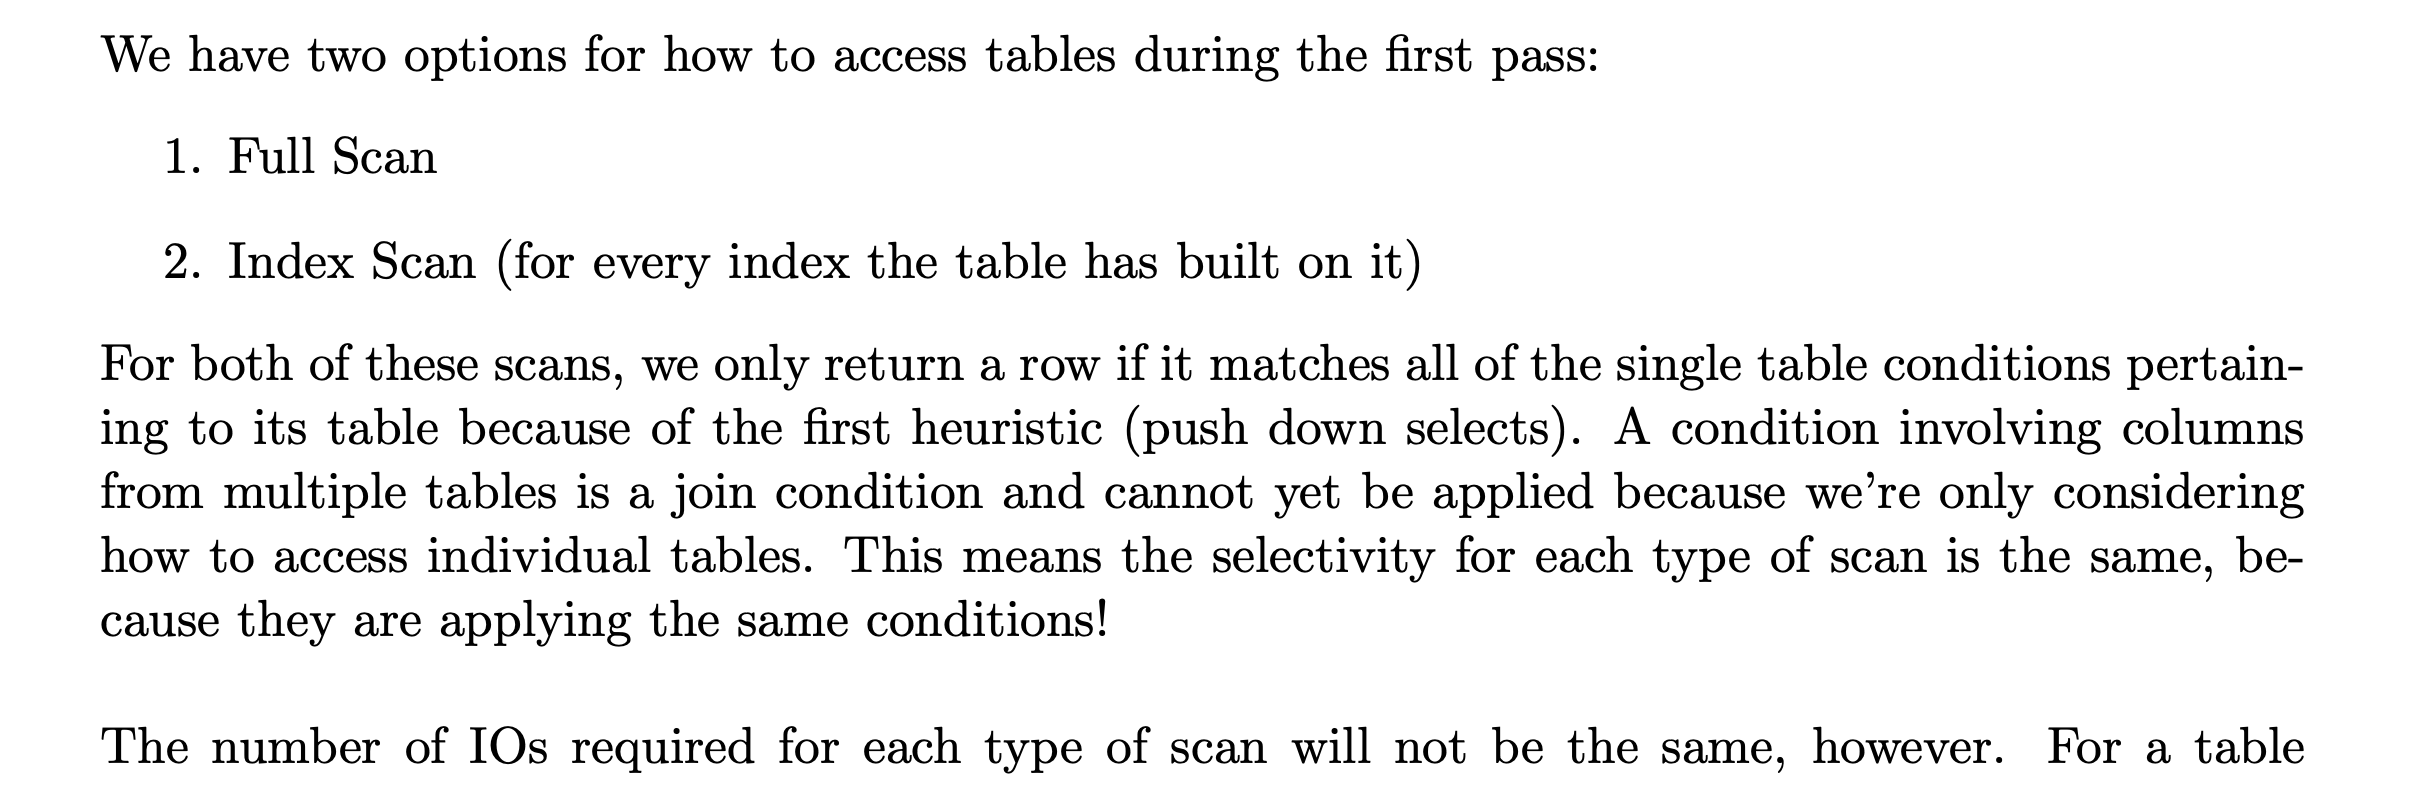 We have two options for how to access tables during the first pass:
1. Full Scan
2. Index Scan (for every index the table has built on it)
For both of these scans, we only return a row if it matches all of the single table conditions pertain-
ing to its table because of the first heuristic (push down selects). A condition involving columns
from multiple tables is a join condition and cannot yet be applied because we’re only considering
how to access individual tables. This means the selectivity for each type of scan is the same, be-
cause they are applying the same conditions!
The number of IOs required for each type of scan will not be the same, however. For a table